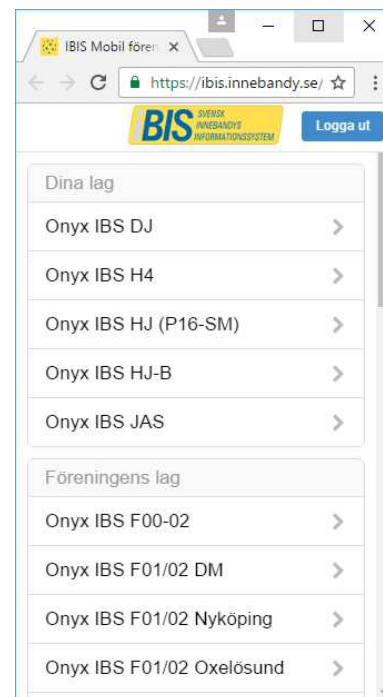 IBIS Mobil fören
https://ibis.innebandy.se/
BIS SVENSK
INNEBANDYS
INFORMATIONSSYSTEM
Logga ut
Dina lag
Onyx IBS DJ
Onyx IBS H4
Onyx IBS HJ (P16-SM)
Onyx IBS HJ-B
Onyx IBS JAS
Föreningens lag
Onyx IBS F00-02
Onyx IBS F01/02 DM
Onyx IBS F01/02 Nyköping
Onyx IBS F01/02 Oxelösund